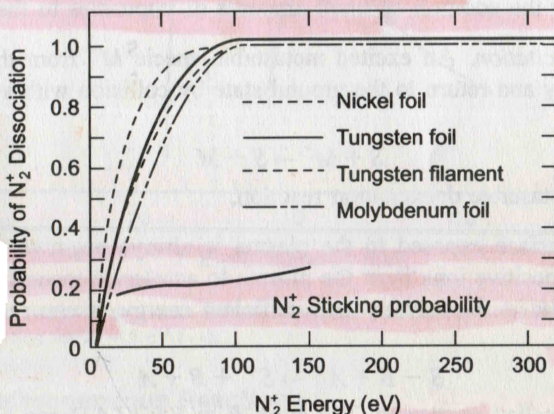 Probability of N₂⁺ Dissociation
1.0
0.8
0.6
0.4
0.2
0
Nickel foil
Tungsten foil
Tungsten filament
Molybdenum foil
N₂⁺ Sticking probability
0 50 100 150 200 250 300
N₂⁺ Energy (eV)